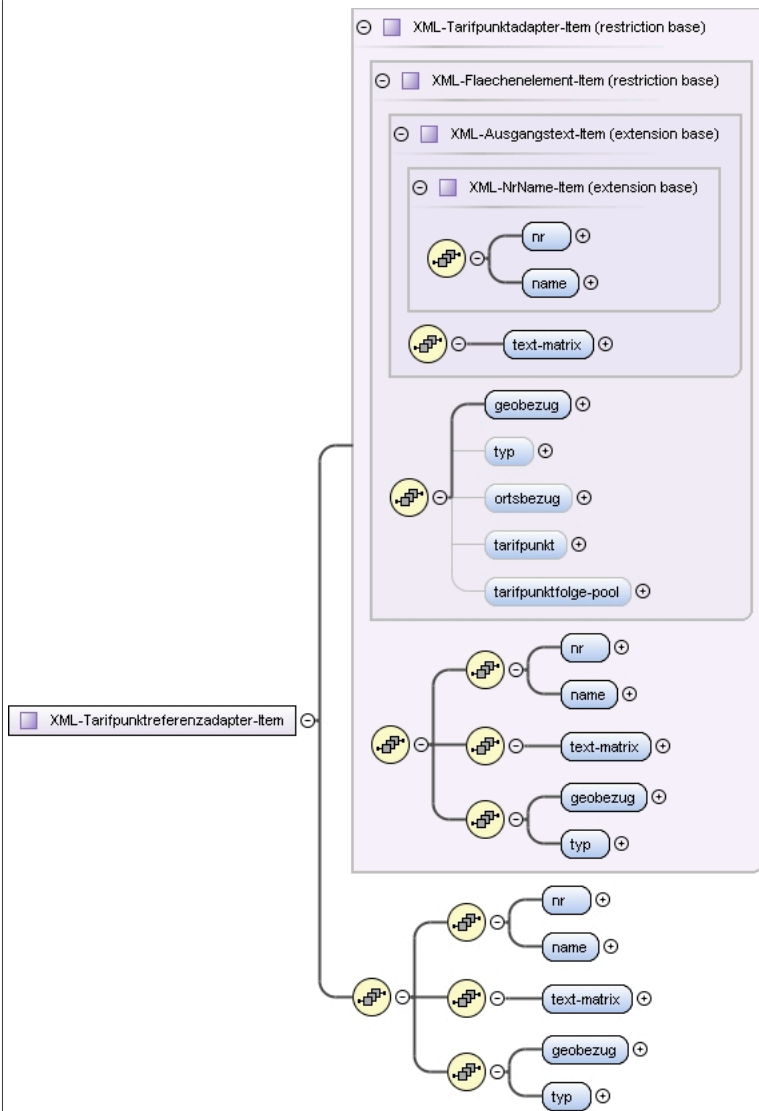 XML-Tarifpunktadapter-Item (restriction base)
XML-Flaechenelement-Item (restriction base)
XML-Ausgangstext-Item (extension base)
XML-NrName-Item (extension base)
nr
name
text-matrix
geobezug
typ
ortsbezug
tarifpunkt
tarifpunktfolge-pool
nr
name
XML-Tarifpunktreferenzadapter-Item
text-matrix
geobezug
typ
nr
name
text-matrix
geobezug
typ